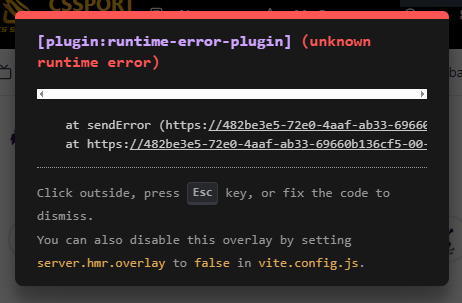 CSSPORT
[plugin:runtime-error-plugin] (unknown
runtime error)
at sendError (https://482be3e5-72e0-4aaf-ab33-69660
at https://482be3e5-72e0-4aaf-ab33-69660b136cf5-00-
Click outside, press Esc key, or fix the code to
dismiss.
You can also disable this overlay by setting
server.hmr.overlay to false in vite.config.js.